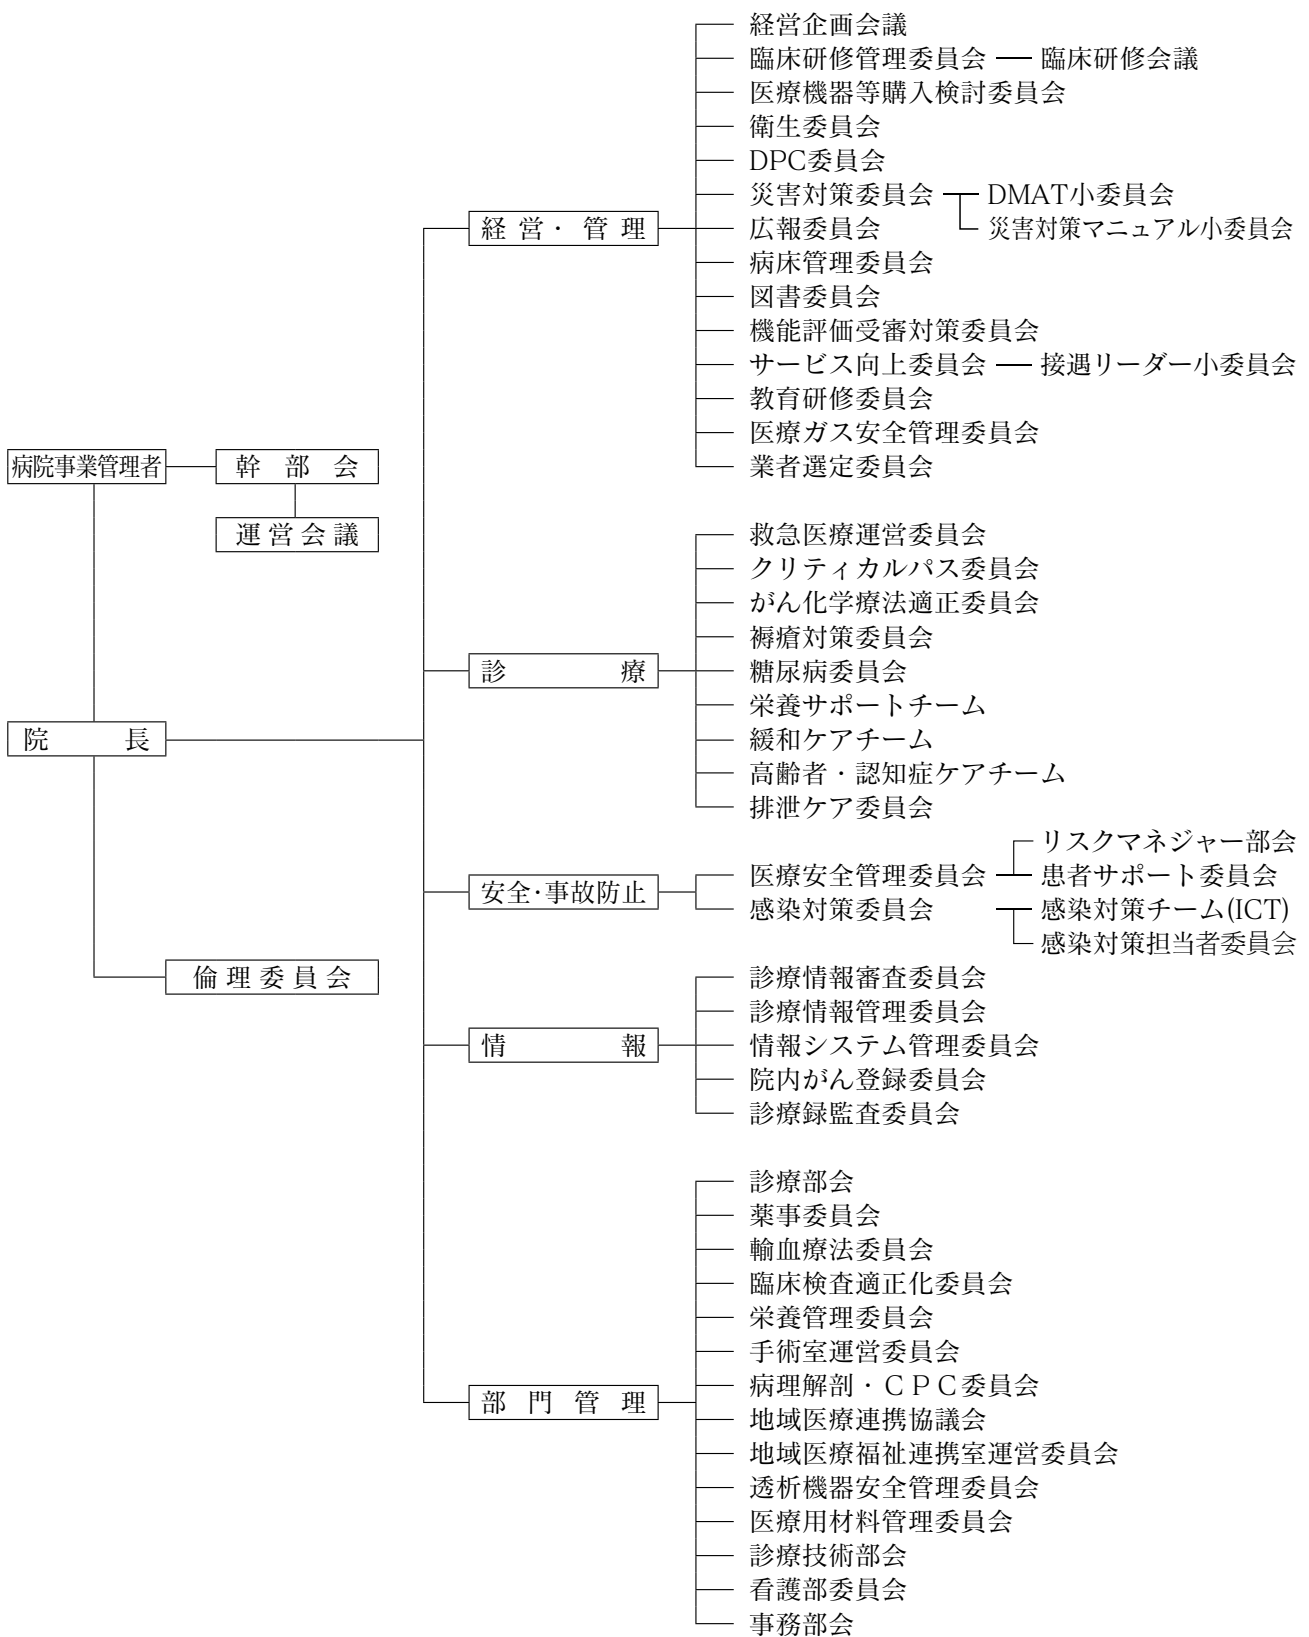 病院事業管理者
幹部会
運営会議
院長
倫理委員会
経営・管理
経営企画会議
臨床研修管理委員会
臨床研修会議
医療機器等購入検討委員会
衛生委員会
DPC委員会
災害対策委員会
DMAT小委員会
災害対策マニュアル小委員会
広報委員会
病床管理委員会
図書委員会
機能評価受審対策委員会
サービス向上委員会
接遇リーダー小委員会
教育研修委員会
医療ガス安全管理委員会
業者選定委員会
診療
救急医療運営委員会
クリティカルパス委員会
がん化学療法適正委員会
褥瘡対策委員会
糖尿病委員会
栄養サポートチーム
緩和ケアチーム
高齢者・認知症ケアチーム
排泄ケア委員会
安全・事故防止
医療安全管理委員会
リスクマネジャー部会
患者サポート委員会
感染対策委員会
感染対策チーム(ICT)
感染対策担当者委員会
情報
診療情報審査委員会
診療情報管理委員会
情報システム管理委員会
院内がん登録委員会
診療録監査委員会
部門管理
診療部会
薬事委員会
輸血療法委員会
臨床検査適正化委員会
栄養管理委員会
手術室運営委員会
病理解剖・ＣＰＣ委員会
地域医療連携協議会
地域医療福祉連携室運営委員会
透析機器安全管理委員会
医療用材料管理委員会
診療技術部会
看護部委員会
事務部会